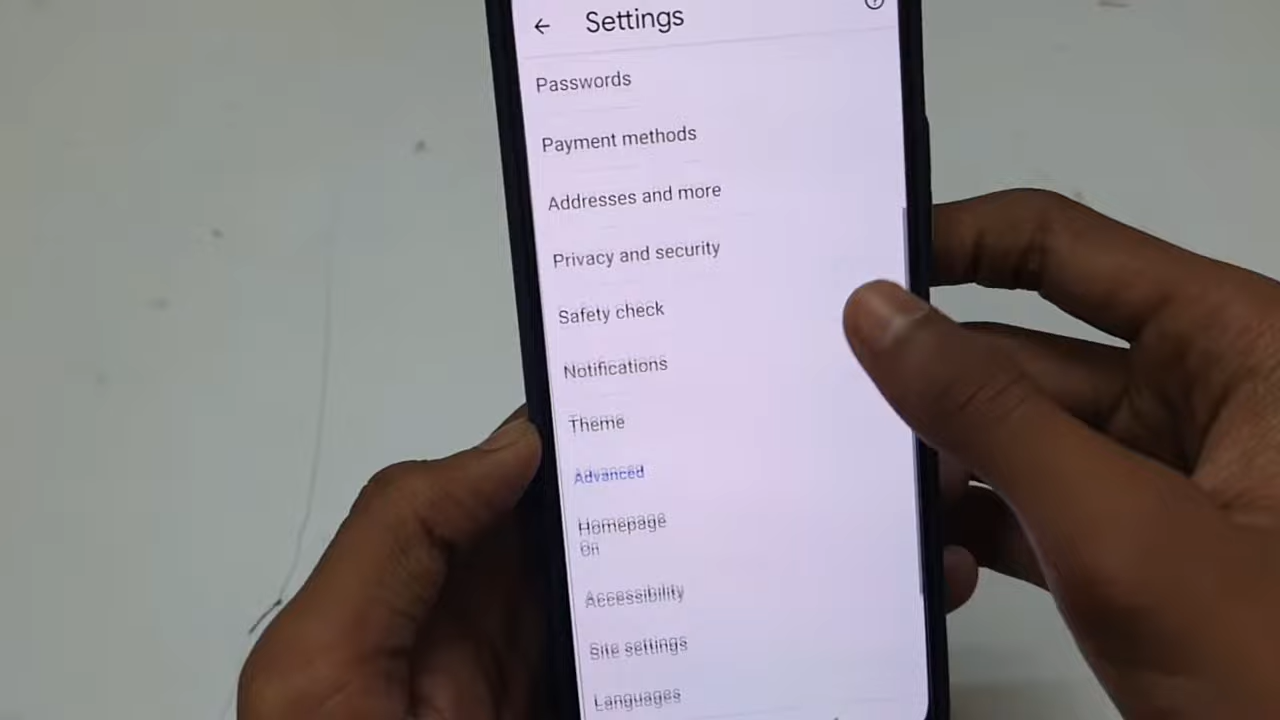 Settings
Passwords
Payment methods
Addresses and more
Privacy and security
Safety check
Notifications
Theme
Advanced
Homepage
On
Accessibility
Site settings
Languages